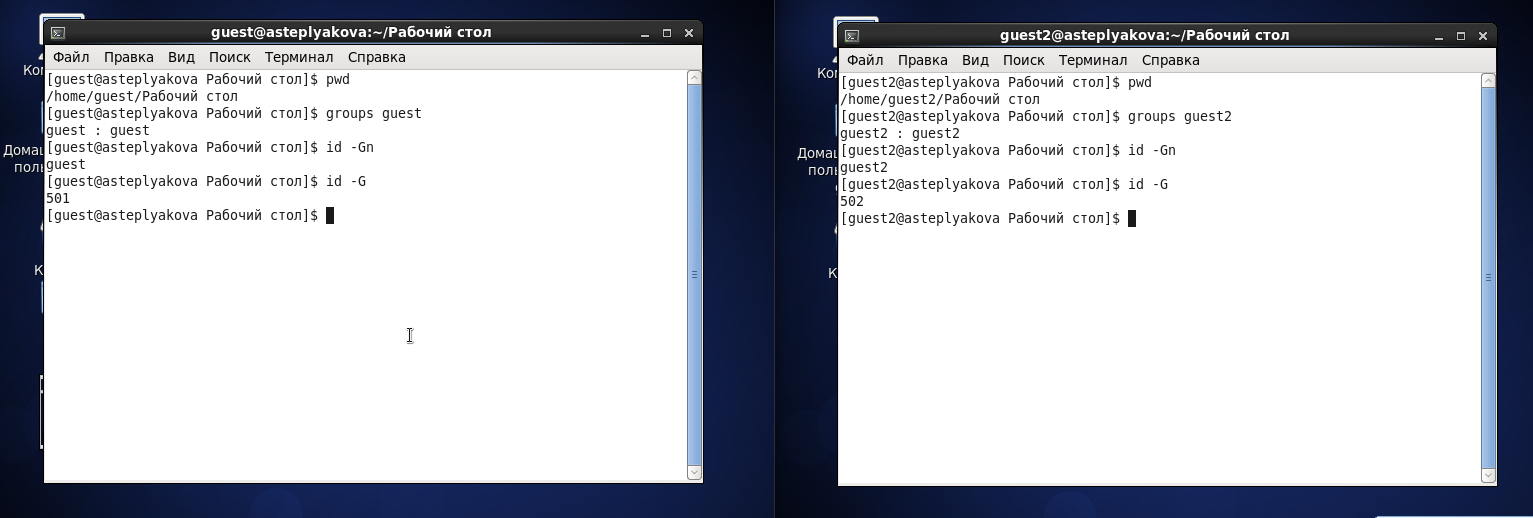 guest@asteplyakova:~/Рабочий стол
Файл Правка Вид Поиск Терминал Справка
[guest@asteplyakova Рабочий стол]$ pwd
/home/guest/Рабочий стол
[guest@asteplyakova Рабочий стол]$ groups guest
guest : guest
[guest@asteplyakova Рабочий стол]$ id -Gn
guest
[guest@asteplyakova Рабочий стол]$ id -G
501
[guest@asteplyakova Рабочий стол]$
guest2@asteplyakova:~/Рабочий стол
Файл Правка Вид Поиск Терминал Справка
[guest2@asteplyakova Рабочий стол]$ pwd
/home/guest2/Рабочий стол
[guest2@asteplyakova Рабочий стол]$ groups guest2
guest2 : guest2
[guest2@asteplyakova Рабочий стол]$ id -Gn
guest2
[guest2@asteplyakova Рабочий стол]$ id -G
502
[guest2@asteplyakova Рабочий стол]$